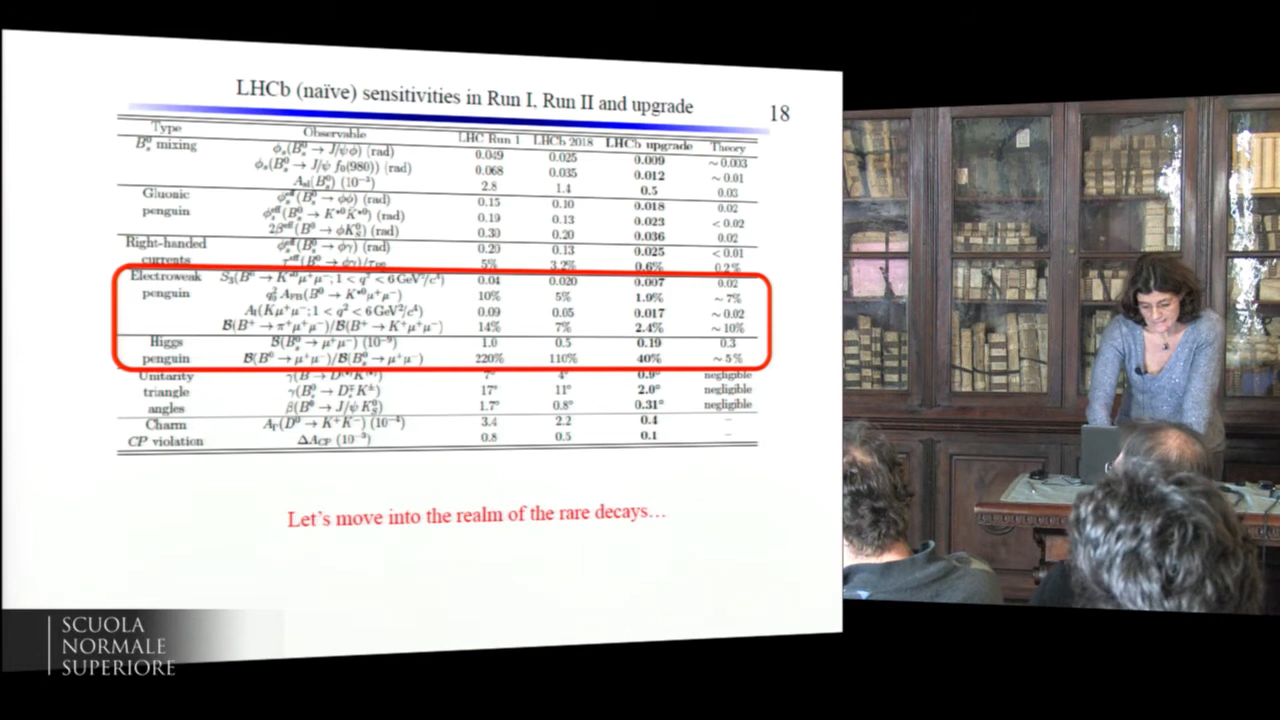 LHCb (naïve) sensitivities in Run I, Run II and upgrade
18
Type Observable LHC Run 1 LHCb 2018 LHCb upgrade Theory
B⁰ₛ mixing ϕₛ(B⁰ₛ → J/ψϕ) (rad) 0.049 0.025 0.009 ~ 0.003
ϕₛ(B⁰ₛ → J/ψ f₀(980)) (rad) 0.068 0.035 0.012 ~ 0.01
Aₛₗ(B⁰ₛ) (10⁻³) 2.8 1.4 0.5 0.03
Gluonic ϕₛᵉᶠᶠ(B⁰ₛ → ϕϕ) (rad) 0.15 0.10 0.018 0.02
penguin ϕₛᵉᶠᶠ(B⁰ₛ → K*⁰K̄*⁰) (rad) 0.19 0.13 0.023 < 0.02
2βᵉᶠᶠ(B⁰ → ϕK⁰S) (rad) 0.30 0.20 0.036 0.02
Right-handed ϕₛᵉᶠᶠ(B⁰ₛ → ϕγ) (rad) 0.20 0.13 0.025 < 0.01
currents τᵉᶠᶠ(B⁰ₛ → ϕγ)/τ 5% 3.2% 0.6% 0.2%
Electroweak S₃(B⁰ → K*⁰μ⁺μ⁻; 1 < q² < 6 GeV²/c⁴) 0.04 0.020 0.007 0.02
penguin q₀² A_FB(B⁰ → K*⁰μ⁺μ⁻) 10% 5% 1.9% ~ 7%
A_I(Kμ⁺μ⁻; 1 < q² < 6 GeV²/c⁴) 0.09 0.05 0.017 ~ 0.02
B(B⁺ → π⁺μ⁺μ⁻)/B(B⁺ → K⁺μ⁺μ⁻) 14% 7% 2.4% ~ 10%
Higgs B(B⁰ₛ → μ⁺μ⁻) (10⁻⁹) 1.0 0.5 0.19 0.3
penguin B(B⁰ → μ⁺μ⁻)/B(B⁰ₛ → μ⁺μ⁻) 220% 110% 40% ~ 5%
Unitarity γ(B → D⁽*⁾K⁽*⁾) 7° 4° 0.9° negligible
triangle γ(B⁰ₛ → D∓ₛK±) 17° 11° 2.0° negligible
angles β(B⁰ → J/ψ K⁰S) 1.7° 0.8° 0.31° negligible
Charm A_Γ(D⁰ → K⁺K⁻) (10⁻⁴) 3.4 2.2 0.4 –
CP violation ΔA_CP (10⁻³) 0.8 0.5 0.1 –
Let's move into the realm of the rare decays...
SCUOLA
NORMALE
SUPERIORE